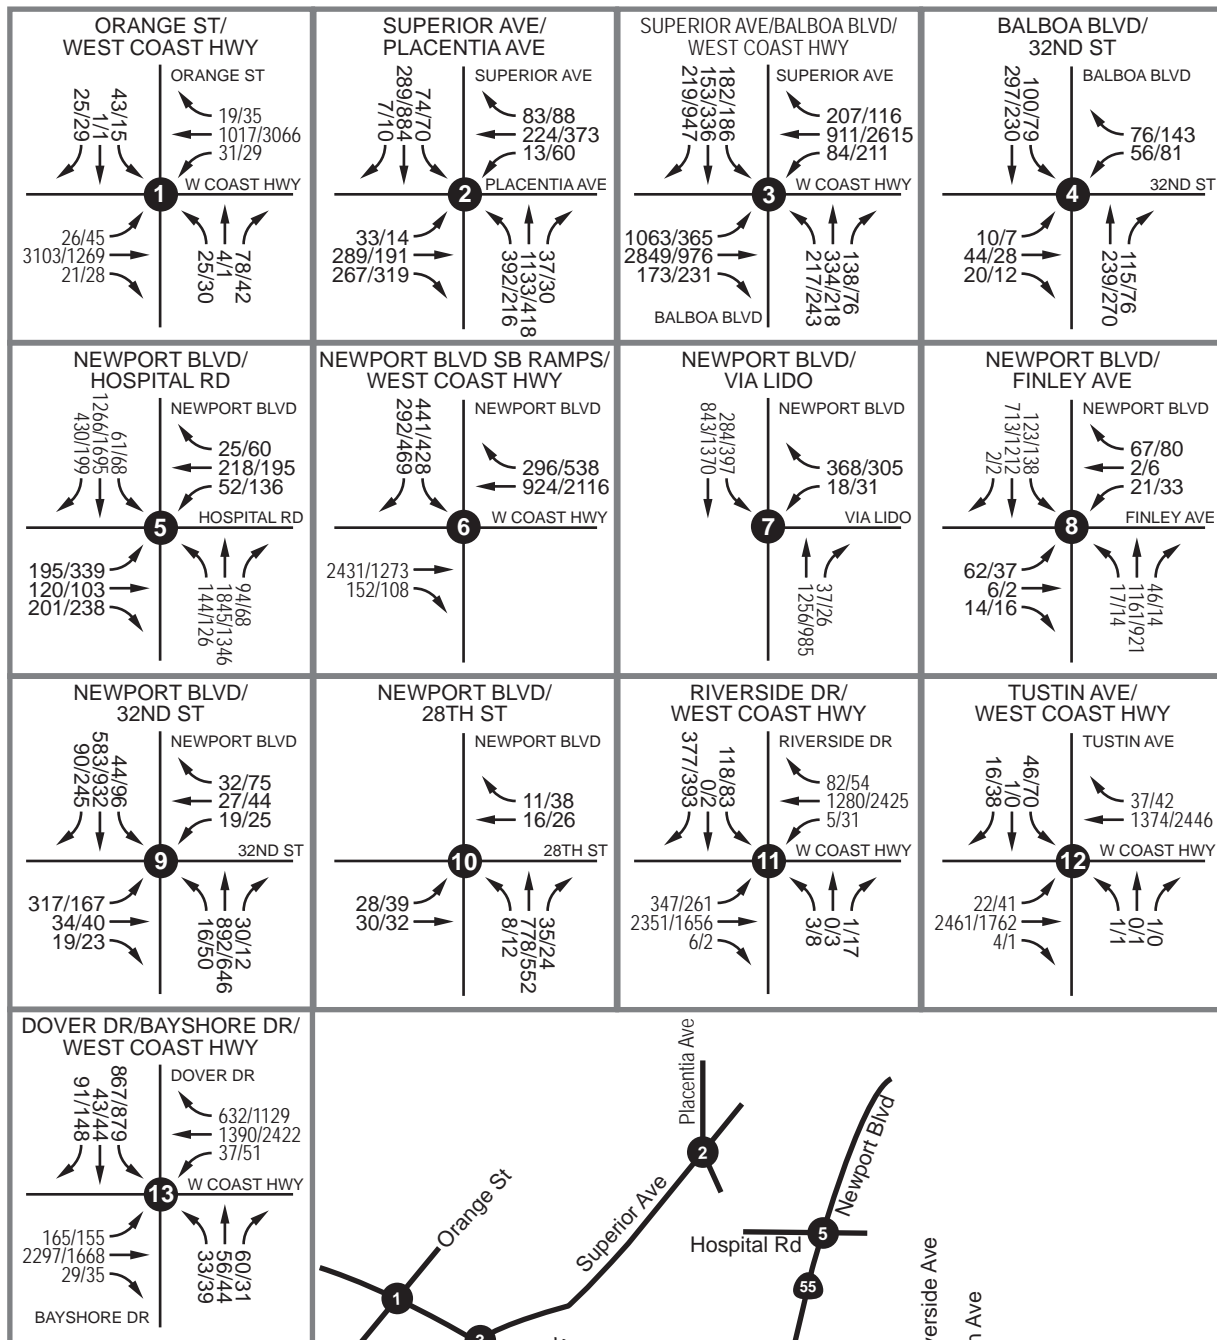 ORANGE ST/
WEST COAST HWY
ORANGE ST
25/29
1/1
43/15
19/35
1017/3066
31/29
1
W COAST HWY
26/45
3103/1269
21/28
25/30
4/1
78/42
SUPERIOR AVE/
PLACENTIA AVE
SUPERIOR AVE
7/10
289/884
74/70
83/88
224/373
13/60
2
PLACENTIA AVE
33/14
289/191
267/319
392/216
1133/418
37/30
SUPERIOR AVE/BALBOA BLVD/
WEST COAST HWY
SUPERIOR AVE
219/947
153/336
182/186
207/116
911/2615
84/211
3
W COAST HWY
1063/365
2849/976
173/231
217/243
334/218
138/76
BALBOA BLVD
BALBOA BLVD/
32ND ST
BALBOA BLVD
297/230
100/79
76/143
56/81
4
32ND ST
10/7
44/28
20/12
239/270
115/76
NEWPORT BLVD/
HOSPITAL RD
NEWPORT BLVD
430/199
1266/1695
61/68
25/60
218/195
52/136
5
HOSPITAL RD
195/339
120/103
201/238
144/126
1845/1346
94/68
NEWPORT BLVD SB RAMPS/
WEST COAST HWY
NEWPORT BLVD
292/469
441/428
296/538
924/2116
6
W COAST HWY
2431/1273
152/108
NEWPORT BLVD/
VIA LIDO
NEWPORT BLVD
843/1370
284/397
368/305
18/31
7
VIA LIDO
1256/985
37/26
NEWPORT BLVD/
FINLEY AVE
NEWPORT BLVD
2/2
713/1212
123/138
67/80
2/6
21/33
8
FINLEY AVE
62/37
6/2
14/16
17/14
1161/921
46/14
NEWPORT BLVD/
32ND ST
NEWPORT BLVD
90/245
583/932
44/96
32/75
27/44
19/25
9
32ND ST
317/167
34/40
19/23
16/50
892/646
30/12
NEWPORT BLVD/
28TH ST
NEWPORT BLVD
11/38
16/26
10
28TH ST
28/39
30/32
8/12
778/552
35/24
RIVERSIDE DR/
WEST COAST HWY
RIVERSIDE DR
377/393
0/2
118/83
82/54
1280/2425
5/31
11
W COAST HWY
347/261
2351/1656
6/2
3/8
0/3
1/17
TUSTIN AVE/
WEST COAST HWY
TUSTIN AVE
16/38
1/0
46/70
37/42
1374/2446
12
W COAST HWY
22/41
2461/1762
4/1
1/1
0/1
1/0
DOVER DR/BAYSHORE DR/
WEST COAST HWY
DOVER DR
91/148
43/44
867/879
632/1129
1390/2422
37/51
13
W COAST HWY
165/155
2297/1668
29/35
33/39
56/44
60/31
BAYSHORE DR
Placentia Ave
2
Newport Blvd
Orange St
Superior Ave
Hospital Rd
5
55
1
3
verside Ave
Ave